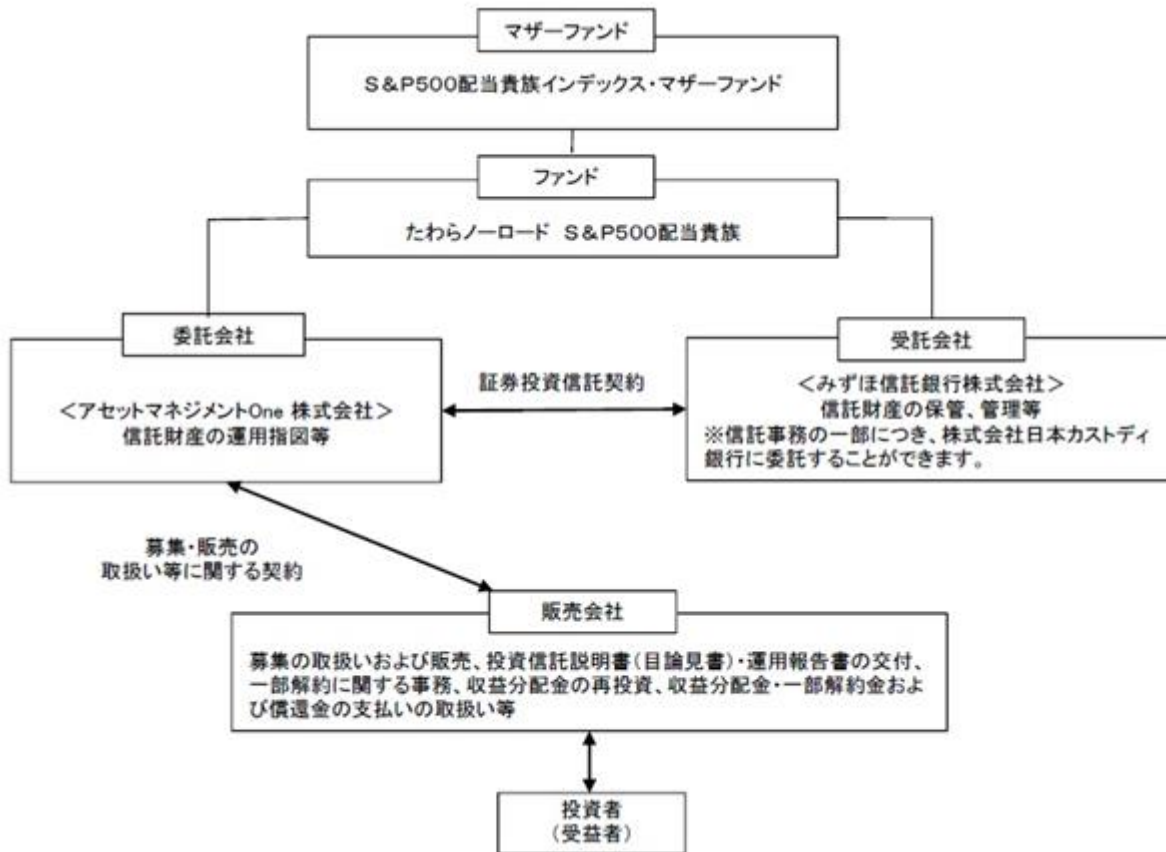 マザーファンド
S&P500配当貴族インデックス・マザーファンド
ファンド
たわらノーロード S&P500配当貴族
委託会社
<アセットマネジメントOne 株式会社>
信託財産の運用指図等
証券投資信託契約
受託会社
<みずほ信託銀行株式会社>
信託財産の保管、管理等
※信託事務の一部につき、株式会社日本カストディ
銀行に委託することができます。
募集・販売の
取扱い等に関する契約
販売会社
募集の取扱いおよび販売、投資信託説明書(目論見書)・運用報告書の交付、
一部解約に関する事務、収益分配金の再投資、収益分配金・一部解約金およ
び償還金の支払いの取扱い等
投資者
(受益者)